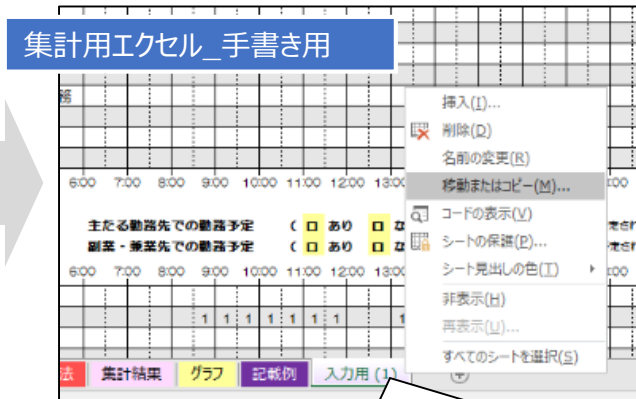 集計用エクセル_手書き用
務
挿入(I)...
削除(D)
名前の変更(R)
移動またはコピー(M)...
コードの表示(V)
シートの保護(P)...
シート見出しの色(T)
非表示(H)
再表示(U)...
すべてのシートを選択(S)
6:00 7:00 8:00 9:00 10:00 11:00 12:00 13:00
主たる勤務先での勤務予定 ( ロ あり ロ な
副業・兼業先での勤務予定 ( ロ あり ロ な
6:00 7:00 8:00 9:00 10:00 11:00 12:00 13:00
1 1 1 1 1 1 1 1
法 集計結果 グラフ 記載例 入力用 (1)